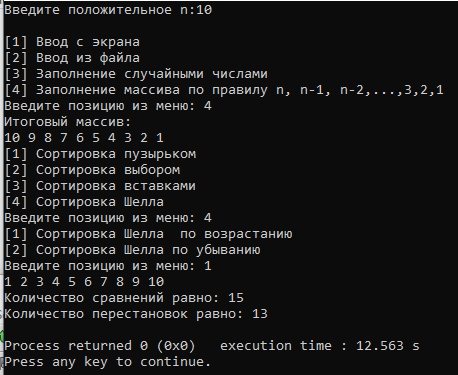 Введите положительное n:10
[1] Ввод с экрана
[2] Ввод из файла
[3] Заполнение случайными числами
[4] Заполнение массива по правилу n, n-1, n-2,...,3,2,1
Введите позицию из меню: 4
Итоговый массив:
10 9 8 7 6 5 4 3 2 1
[1] Сортировка пузырьком
[2] Сортировка выбором
[3] Сортировка вставками
[4] Сортировка Шелла
Введите позицию из меню: 4
[1] Сортировка Шелла  по возрастанию
[2] Сортировка Шелла по убыванию
Введите позицию из меню: 1
1 2 3 4 5 6 7 8 9 10
Количество сравнений равно: 15
Количество перестановок равно: 13
Process returned 0 (0x0)   execution time : 12.563 s
Press any key to continue.